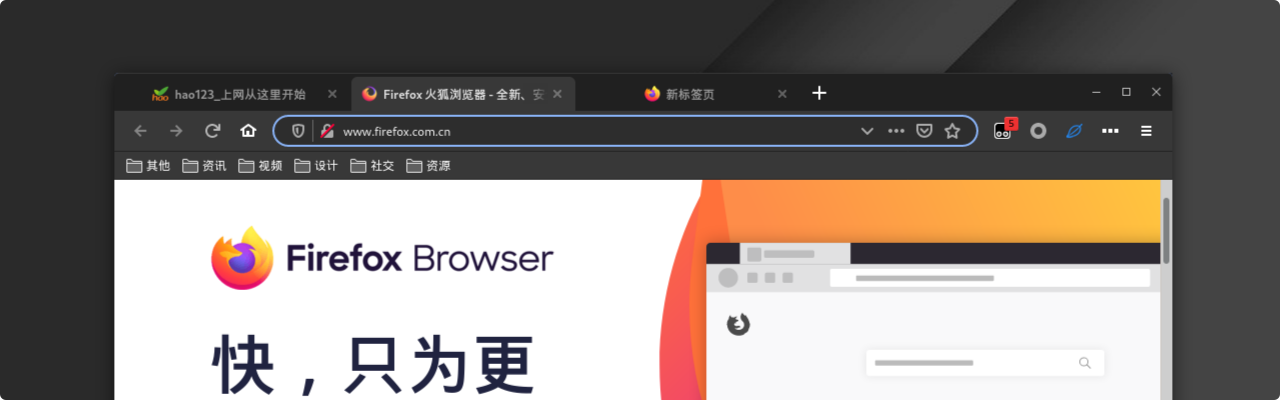 hao123_上网从这里开始
Firefox 火狐浏览器 - 全新、安
新标签页
www.firefox.com.cn
5
其他 资讯 视频 设计 社交 资源
Firefox Browser
快，只为更